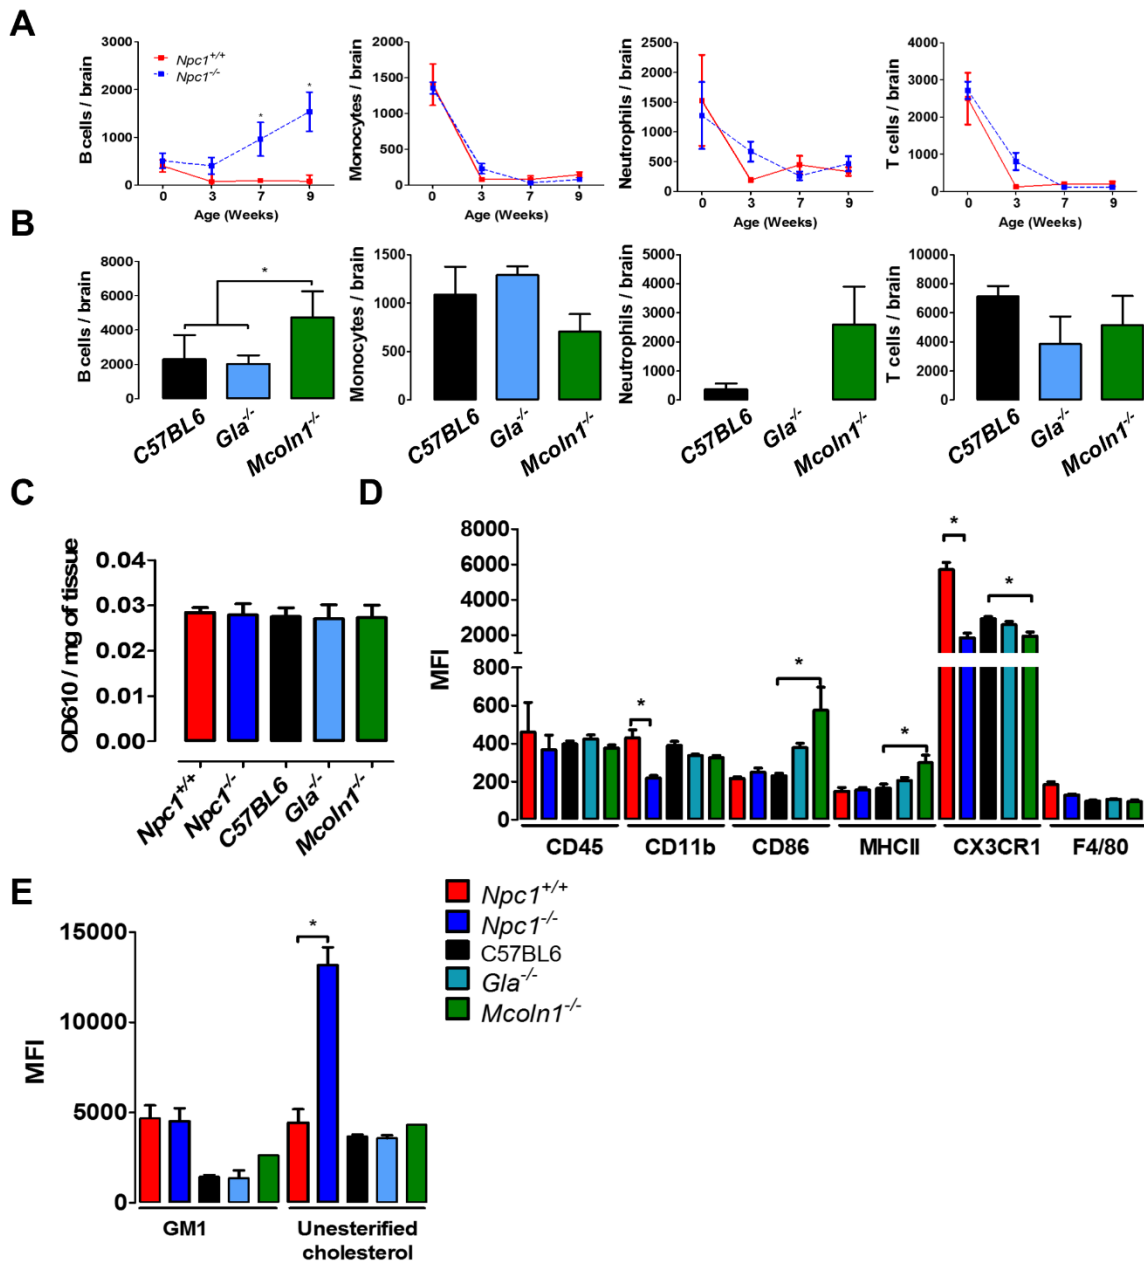 A
B cells / brain
3000
2000
1000
0
Npc1+/+
Npc1-/-
*
*
0 3 7 9
Age (Weeks)
Monocytes / brain
2000
1500
1000
500
0
0 3 7 9
Age (Weeks)
Neutrophils / brain
2500
2000
1500
1000
500
0
0 3 7 9
Age (Weeks)
T cells / brain
4000
3000
2000
1000
0
0 3 7 9
Age (Weeks)
B
B cells / brain
8000
6000
4000
2000
0
*
C57BL6
Gla-/-
Mcoln1-/-
Monocytes / brain
1500
1000
500
0
C57BL6
Gla-/-
Mcoln1-/-
Neutrophils / brain
5000
4000
3000
2000
1000
0
C57BL6
Gla-/-
Mcoln1-/-
T cells / brain
10000
8000
6000
4000
2000
0
C57BL6
Gla-/-
Mcoln1-/-
C
OD610 / mg of tissue
0.04
0.03
0.02
0.01
0.00
Npc1+/+
Npc1-/-
C57BL6
Gla-/-
Mcoln1-/-
D
MFI
8000
6000
4000
2000
800
600
400
200
0
*
*
*
*
*
CD45
CD11b
CD86
MHCII
CX3CR1
F4/80
E
MFI
15000
10000
5000
0
*
GM1
Unesterified
cholesterol
Npc1+/+
Npc1-/-
C57BL6
Gla-/-
Mcoln1-/-